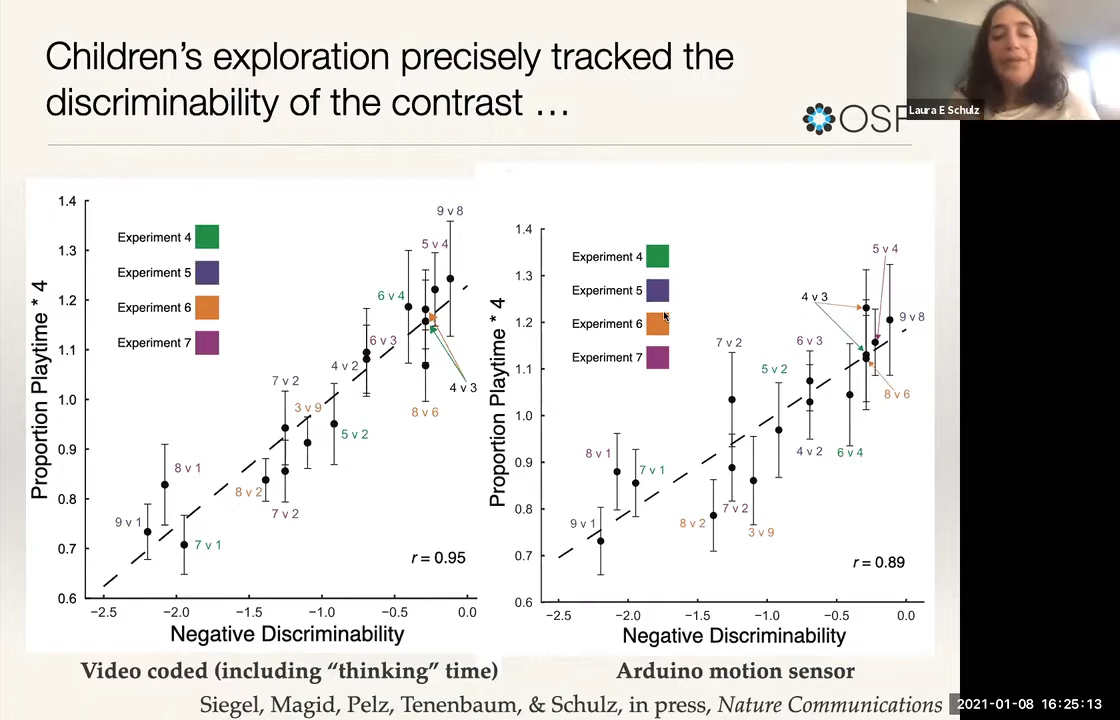 Children's exploration precisely tracked the
discriminability of the contrast …
OSF
Laura E Schulz
1.4
1.3
1.2
1.1
1.0
0.9
0.8
0.7
0.6
Proportion Playtime * 4
Experiment 4
Experiment 5
Experiment 6
Experiment 7
9 v 8
5 v 4
6 v 4
6 v 3
4 v 2
4 v 3
7 v 2
3 v 9
8 v 6
5 v 2
8 v 1
8 v 2
7 v 2
9 v 1
7 v 1
r = 0.95
−2.5 −2.0 −1.5 −1.0 −0.5 0.0
Negative Discriminability
Video coded (including “thinking” time)
1.4
1.3
1.2
1.1
1.0
0.9
0.8
0.7
0.6
Proportion Playtime * 4
Experiment 4
Experiment 5
Experiment 6
Experiment 7
5 v 4
4 v 3
9 v 8
7 v 2
6 v 3
5 v 2
8 v 6
8 v 1
7 v 1
4 v 2
6 v 4
9 v 1
8 v 2
7 v 2
3 v 9
r = 0.89
−2.5 −2.0 −1.5 −1.0 −0.5 0.0
Negative Discriminability
Arduino motion sensor
Siegel, Magid, Pelz, Tenenbaum, & Schulz, in press, Nature Communications
2021-01-08 16:25:13